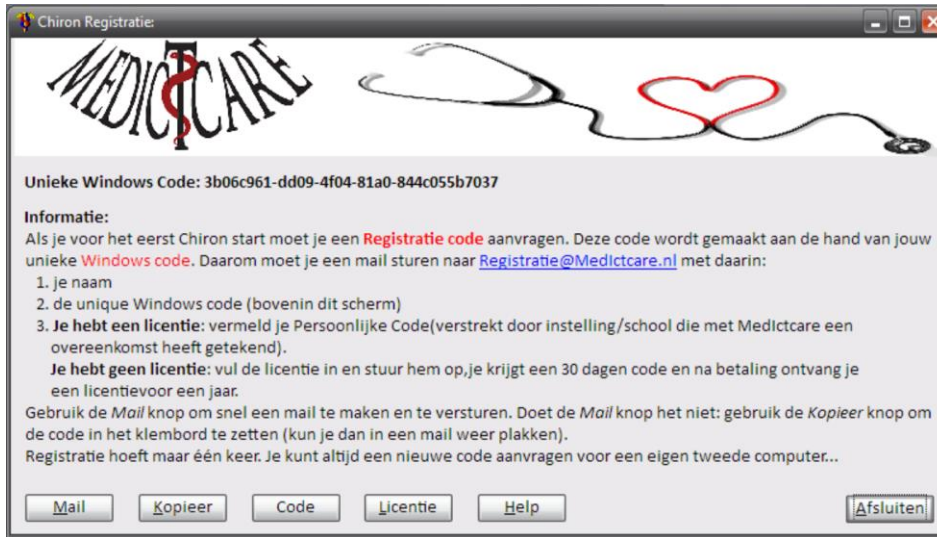 Chiron Registratie:
MEDICTCARE
Unieke Windows Code: 3b06c961-dd09-4f04-81a0-844c055b7037
Informatie:
Als je voor het eerst Chiron start moet je een Registratie code aanvragen. Deze code wordt gemaakt aan de hand van jouw
unieke Windows code. Daarom moet je een mail sturen naar Registratie@MedIctcare.nl met daarin:
1. je naam
2. de unique Windows code (bovenin dit scherm)
3. Je hebt een licentie: vermeld je Persoonlijke Code(verstrekt door instelling/school die met MedIctcare een
overeenkomst heeft getekend).
Je hebt geen licentie: vul de licentie in en stuur hem op,je krijgt een 30 dagen code en na betaling ontvang je
een licentievoor een jaar.
Gebruik de Mail knop om snel een mail te maken en te versturen. Doet de Mail knop het niet: gebruik de Kopieer knop om
de code in het klembord te zetten (kun je dan in een mail weer plakken).
Registratie hoeft maar één keer. Je kunt altijd een nieuwe code aanvragen voor een eigen tweede computer...
Mail Kopieer Code Licentie Help Afsluiten